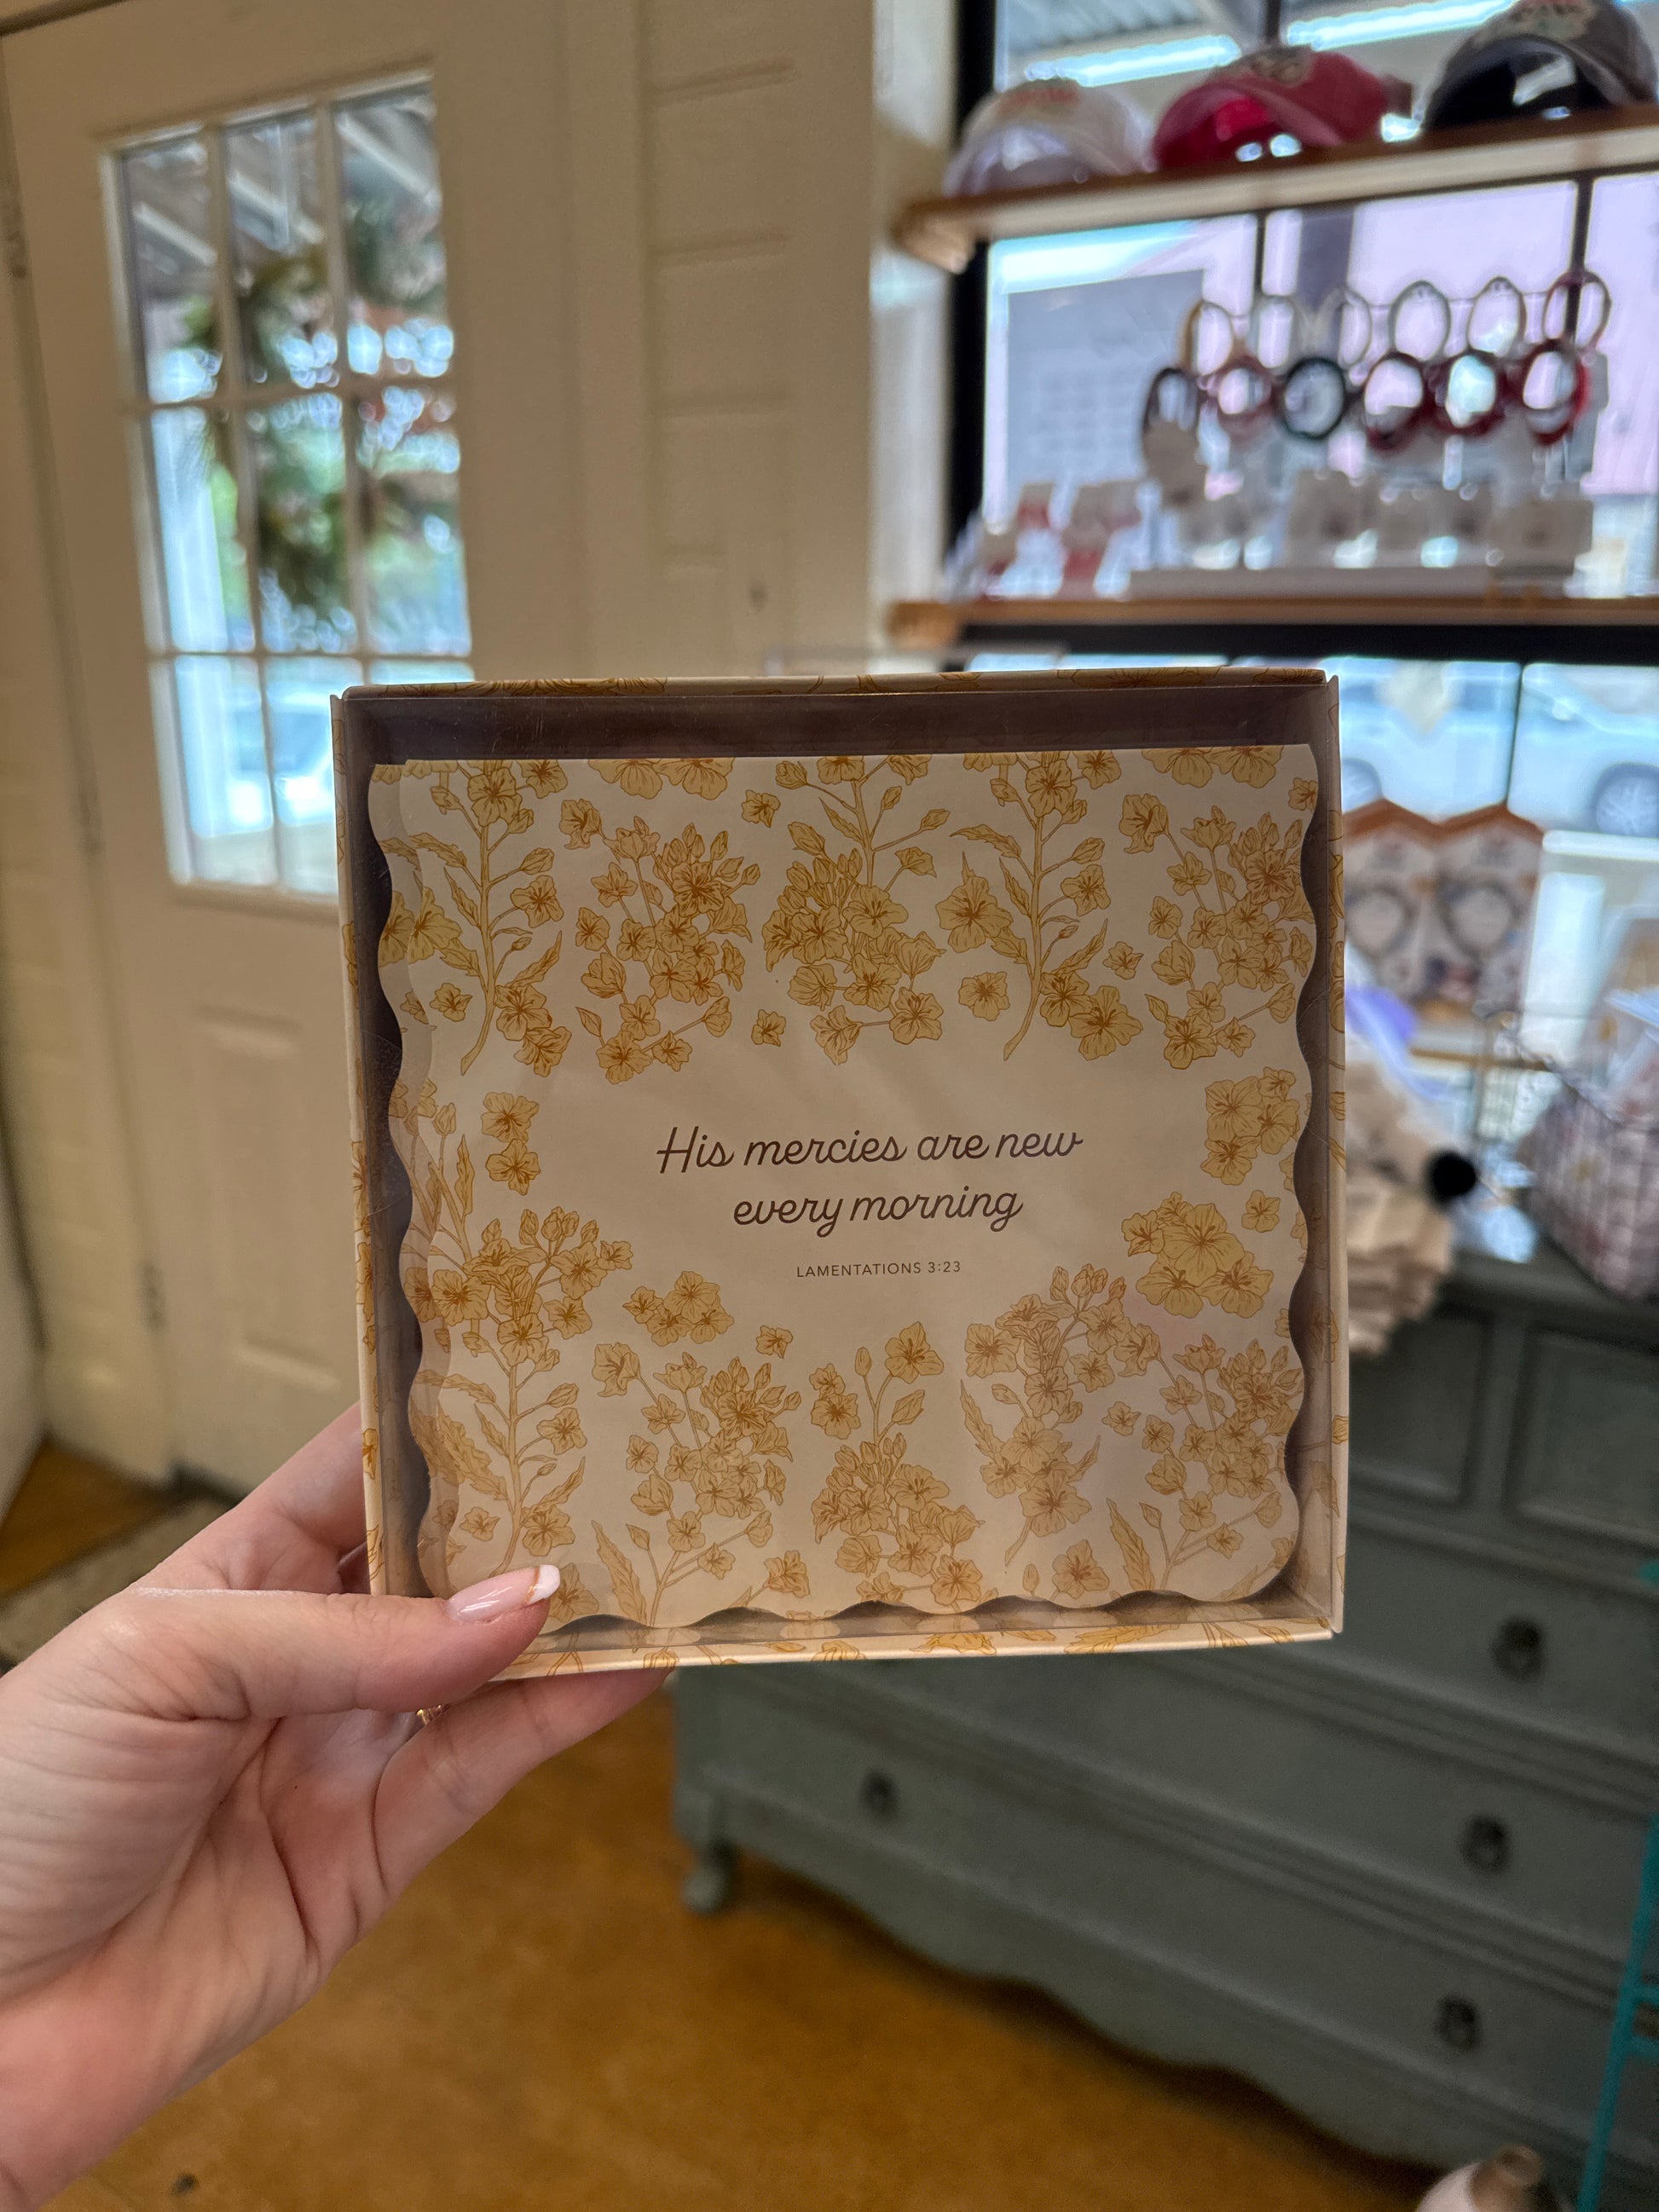 His mercies are new
every morning
LAMENTATIONS 3:23